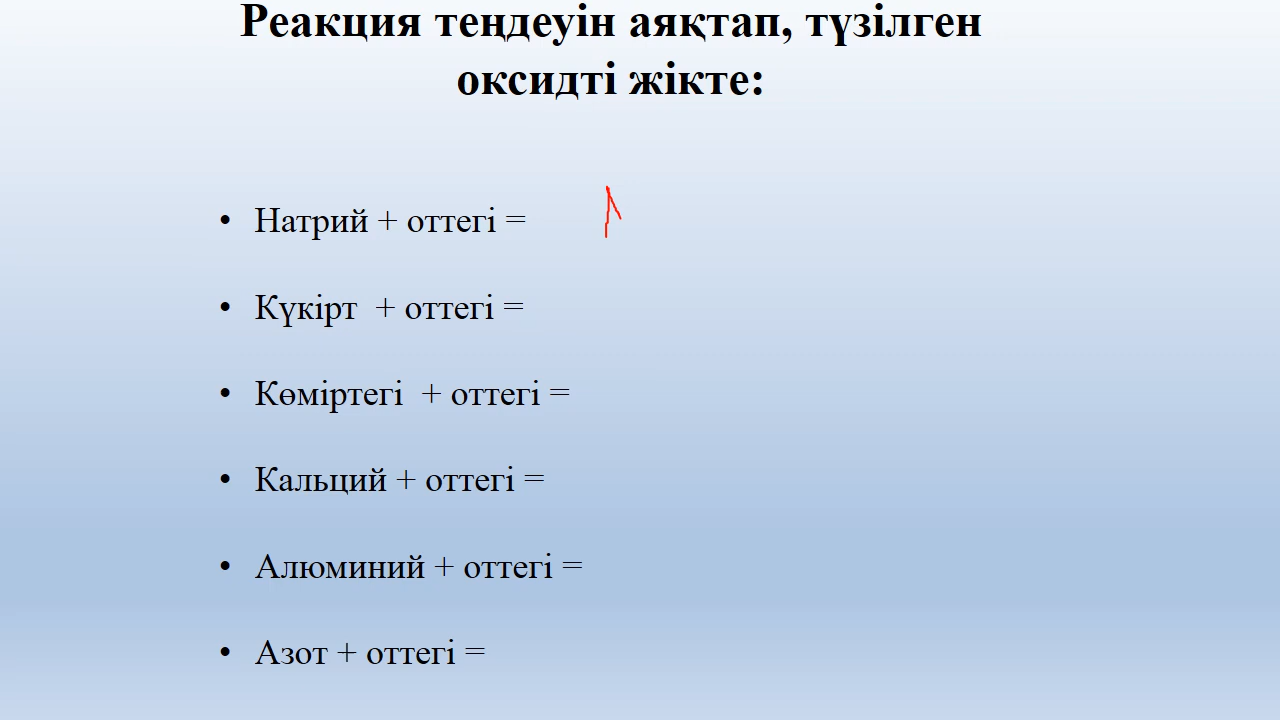 Реакция теңдеуін аяқтап, түзілген
оксидті жікте:
• Натрий + оттегі =
• Күкірт + оттегі =
• Көміртегі + оттегі =
• Кальций + оттегі =
• Алюминий + оттегі =
• Азот + оттегі =